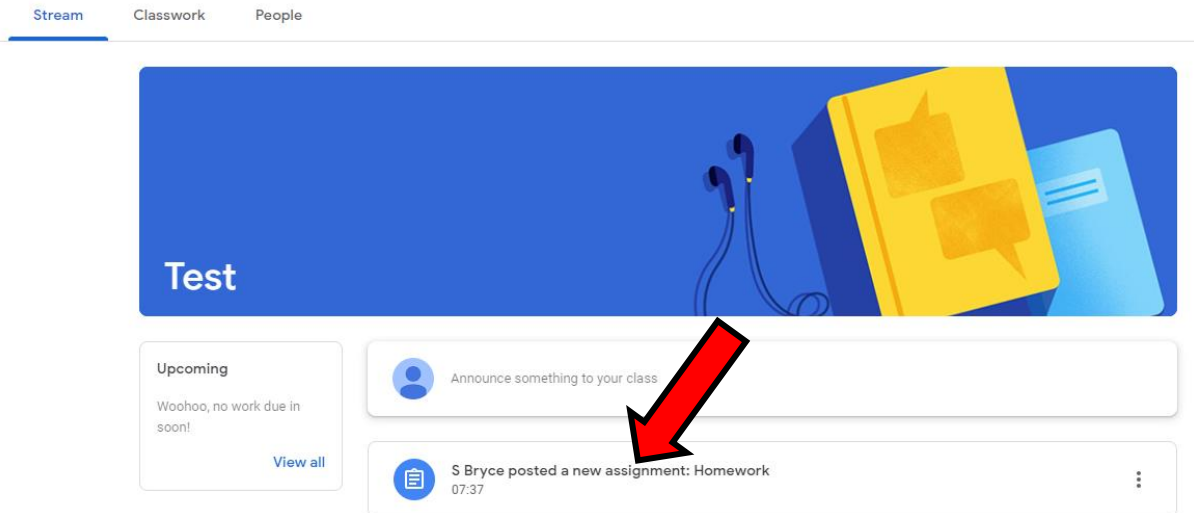 Stream
Classwork
People
Test
Upcoming
Woohoo, no work due in
soon!
View all
Announce something to your class
S Bryce posted a new assignment: Homework
07:37